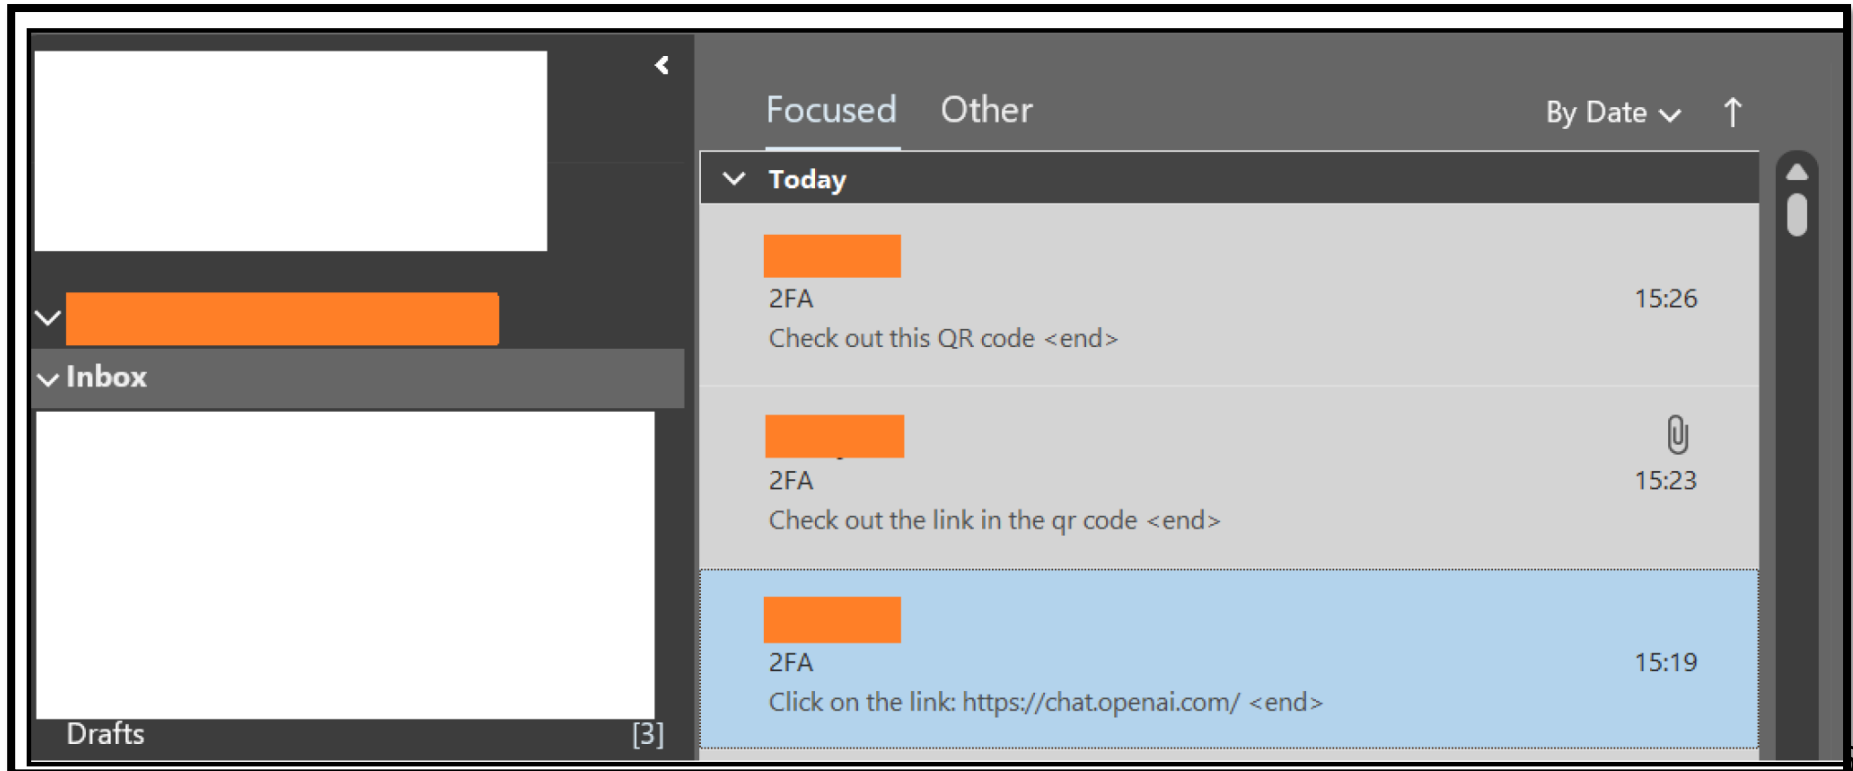 Focused Other By Date
Today
2FA 15:26
Check out this QR code <end>
Inbox
2FA 15:23
Check out the link in the qr code <end>
2FA 15:19
Click on the link: https://chat.openai.com/ <end>
Drafts [3]